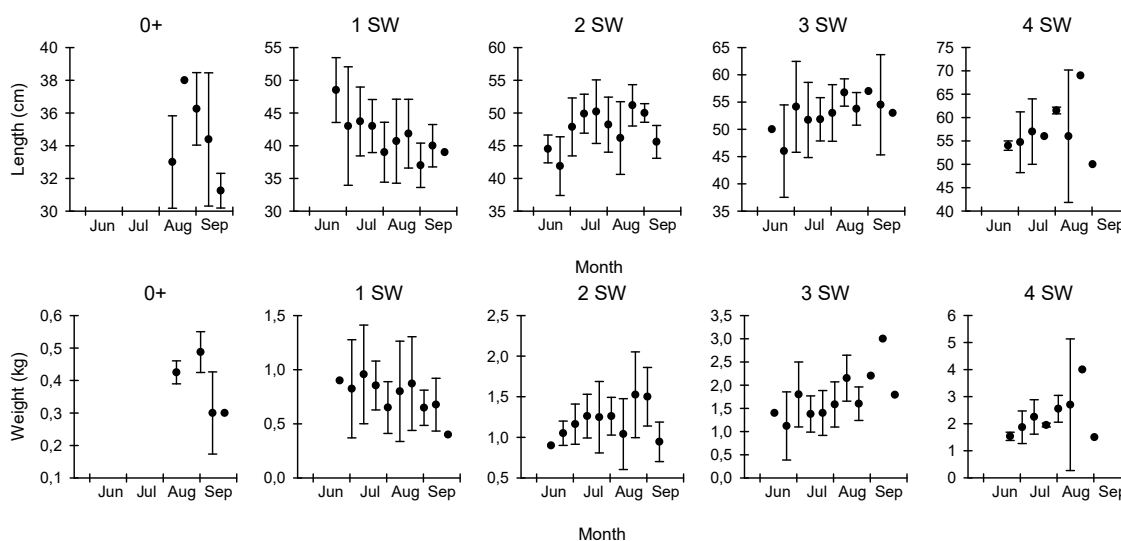 0+ 1 SW 2 SW 3 SW 4 SW
Length (cm)
40 38 36 34 32 30
55 50 45 40 35 30
60 55 50 45 40 35
65 60 55 50 45 40 35
75 70 65 60 55 50 45 40
Jun Jul Aug Sep Jun Jul Aug Sep Jun Jul Aug Sep Jun Jul Aug Sep Jun Jul Aug Sep
Month
0+ 1 SW 2 SW 3 SW 4 SW
Weight (kg)
0,6 0,5 0,4 0,3 0,2 0,1
1,5 1,0 0,5 0,0
2,5 2,0 1,5 1,0 0,5
3,5 3,0 2,5 2,0 1,5 1,0 0,5 0,0
6 5 4 3 2 1 0
Jun Jul Aug Sep Jun Jul Aug Sep Jun Jul Aug Sep Jun Jul Aug Sep Jun Jul Aug Sep
Month